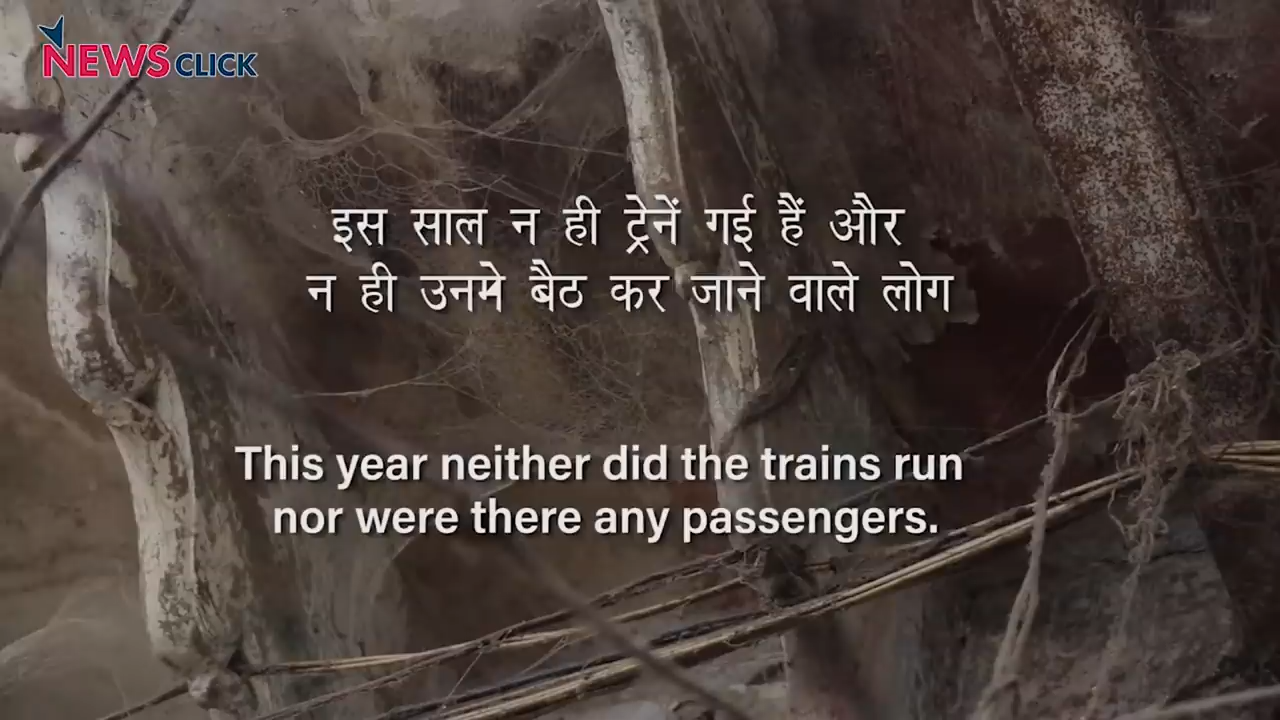 NEWSCLICK
इस साल न ही ट्रेनें गई हैं और
न ही उनमे बैठ कर जाने वाले लोग
This year neither did the trains run
nor were there any passengers.